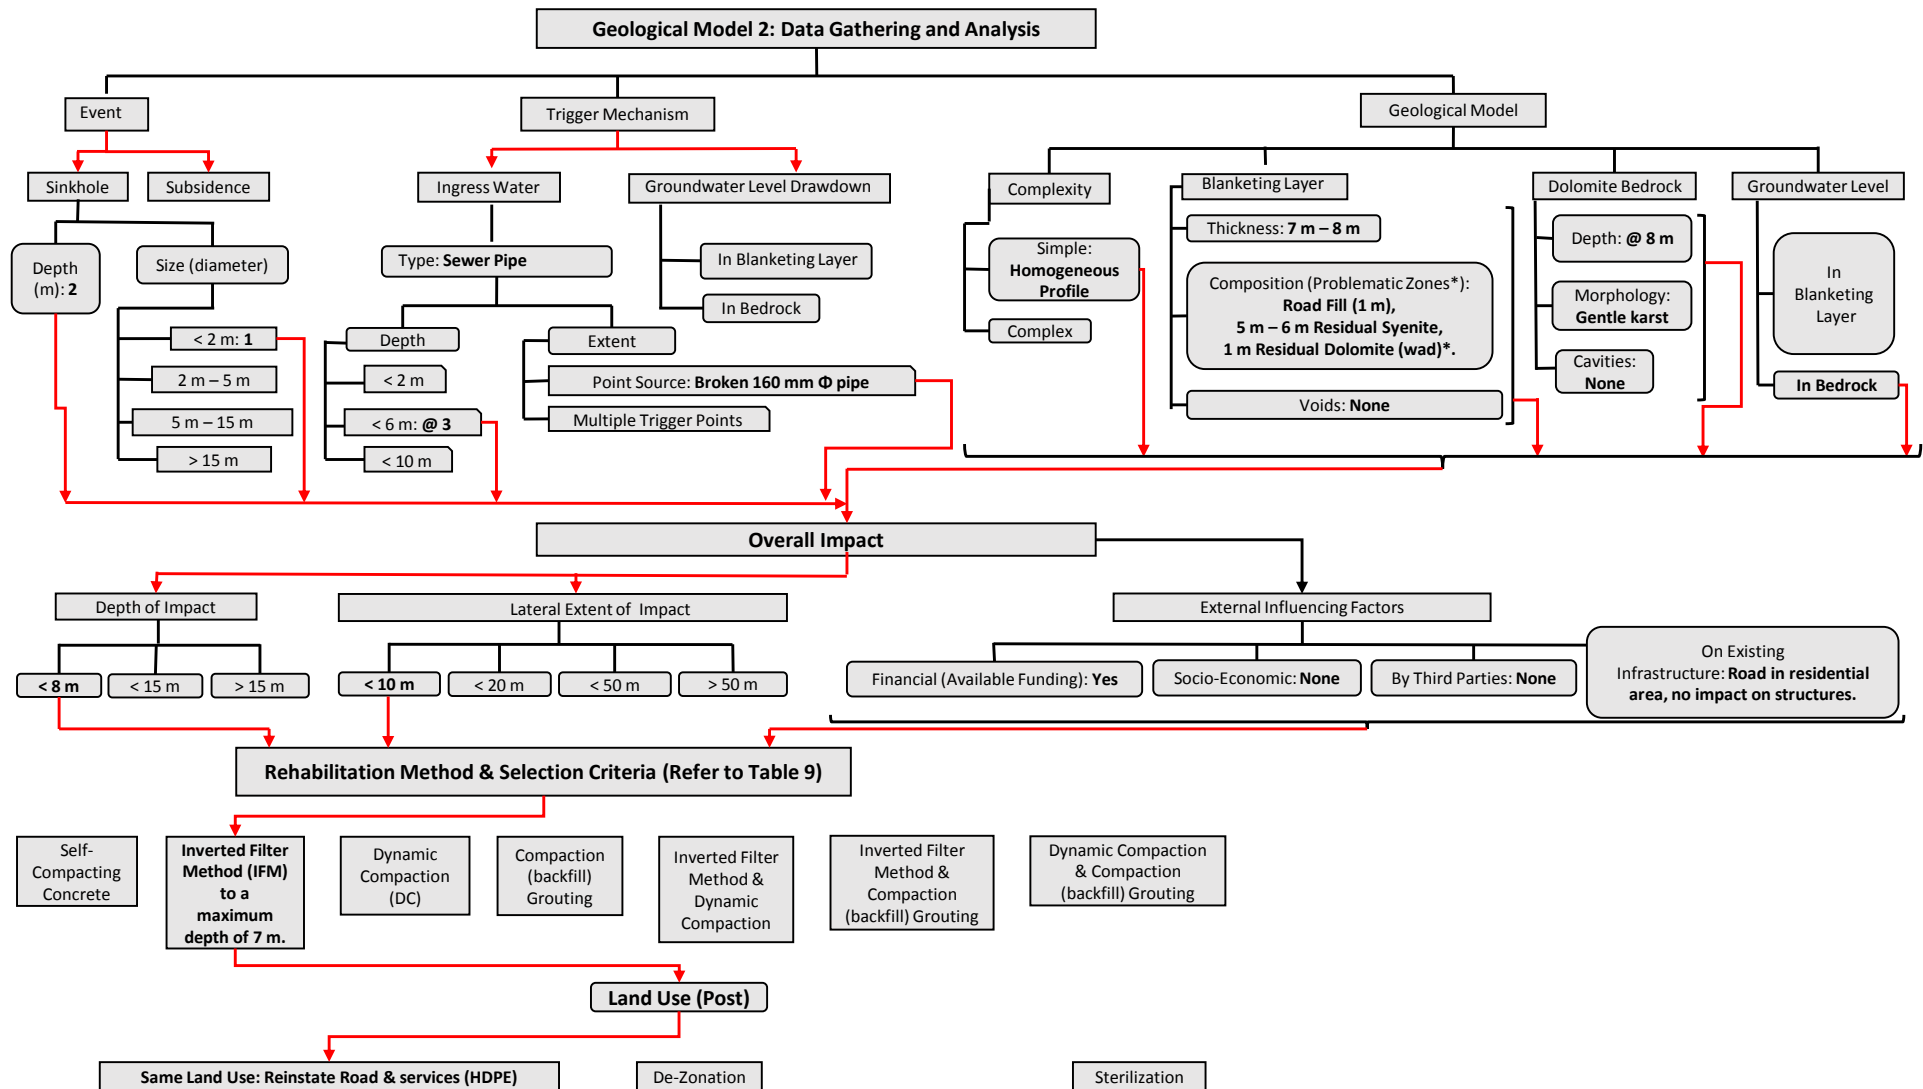 Geological Model 2: Data Gathering and Analysis
Event
Trigger Mechanism
Geological Model
Sinkhole
Subsidence
Ingress Water
Groundwater Level Drawdown
Complexity
Blanketing Layer
Dolomite Bedrock
Groundwater Level
Depth
(m): 2
Size (diameter)
< 2 m: 1
2 m – 5 m
5 m – 15 m
> 15 m
Type: Sewer Pipe
Depth
< 2 m
< 6 m: @ 3
< 10 m
Extent
Point Source: Broken 160 mm Φ pipe
Multiple Trigger Points
In Blanketing Layer
In Bedrock
Simple:
Homogeneous
Profile
Complex
Thickness: 7 m – 8 m
Composition (Problematic Zones*):
Road Fill (1 m),
5 m – 6 m Residual Syenite,
1 m Residual Dolomite (wad)*.
Voids: None
Depth: @ 8 m
Morphology:
Gentle karst
Cavities:
None
In
Blanketing
Layer
In Bedrock
Overall Impact
Depth of Impact
Lateral Extent of Impact
External Influencing Factors
< 8 m
< 15 m
> 15 m
< 10 m
< 20 m
< 50 m
> 50 m
Financial (Available Funding): Yes
Socio-Economic: None
By Third Parties: None
On Existing
Infrastructure: Road in residential
area, no impact on structures.
Rehabilitation Method & Selection Criteria (Refer to Table 9)
Self-
Compacting
Concrete
Inverted Filter
Method (IFM)
to a
maximum
depth of 7 m.
Dynamic
Compaction
(DC)
Compaction
(backfill)
Grouting
Inverted Filter
Method &
Dynamic
Compaction
Inverted Filter
Method &
Compaction
(backfill) Grouting
Dynamic Compaction
& Compaction
(backfill) Grouting
Land Use (Post)
Same Land Use: Reinstate Road & services (HDPE)
De-Zonation
Sterilization